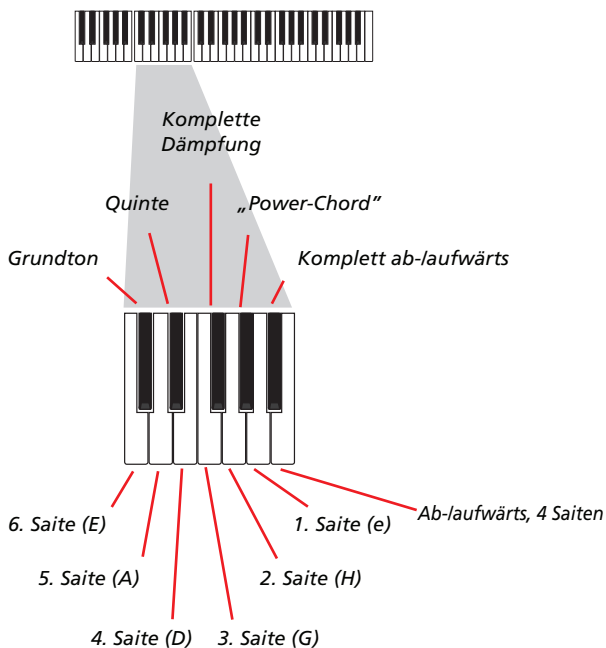 Komplette
Dämpfung
Quinte
„Power-Chord”
Grundton
Komplett ab-/aufwärts
6. Saite (E)
1. Saite (e)
Ab-/aufwärts, 4 Saiten
5. Saite (A)
2. Saite (H)
4. Saite (D)
3. Saite (G)